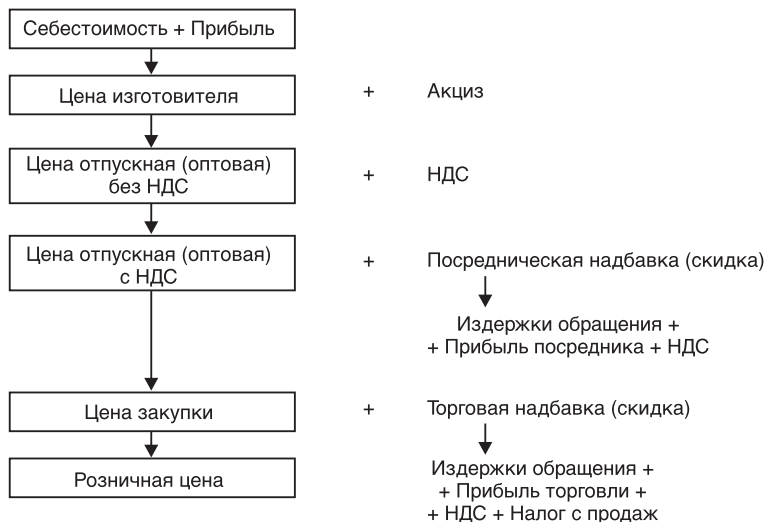 Себестоимость + Прибыль
Цена изготовителя + Акциз
Цена отпускная (оптовая)
без НДС
+ НДС
Цена отпускная (оптовая)
с НДС
+ Посредническая надбавка (скидка)
Издержки обращения +
+ Прибыль посредника + НДС
Цена закупки + Торговая надбавка (скидка)
Розничная цена
Издержки обращения +
+ Прибыль торговли +
+ НДС + Налог с продаж